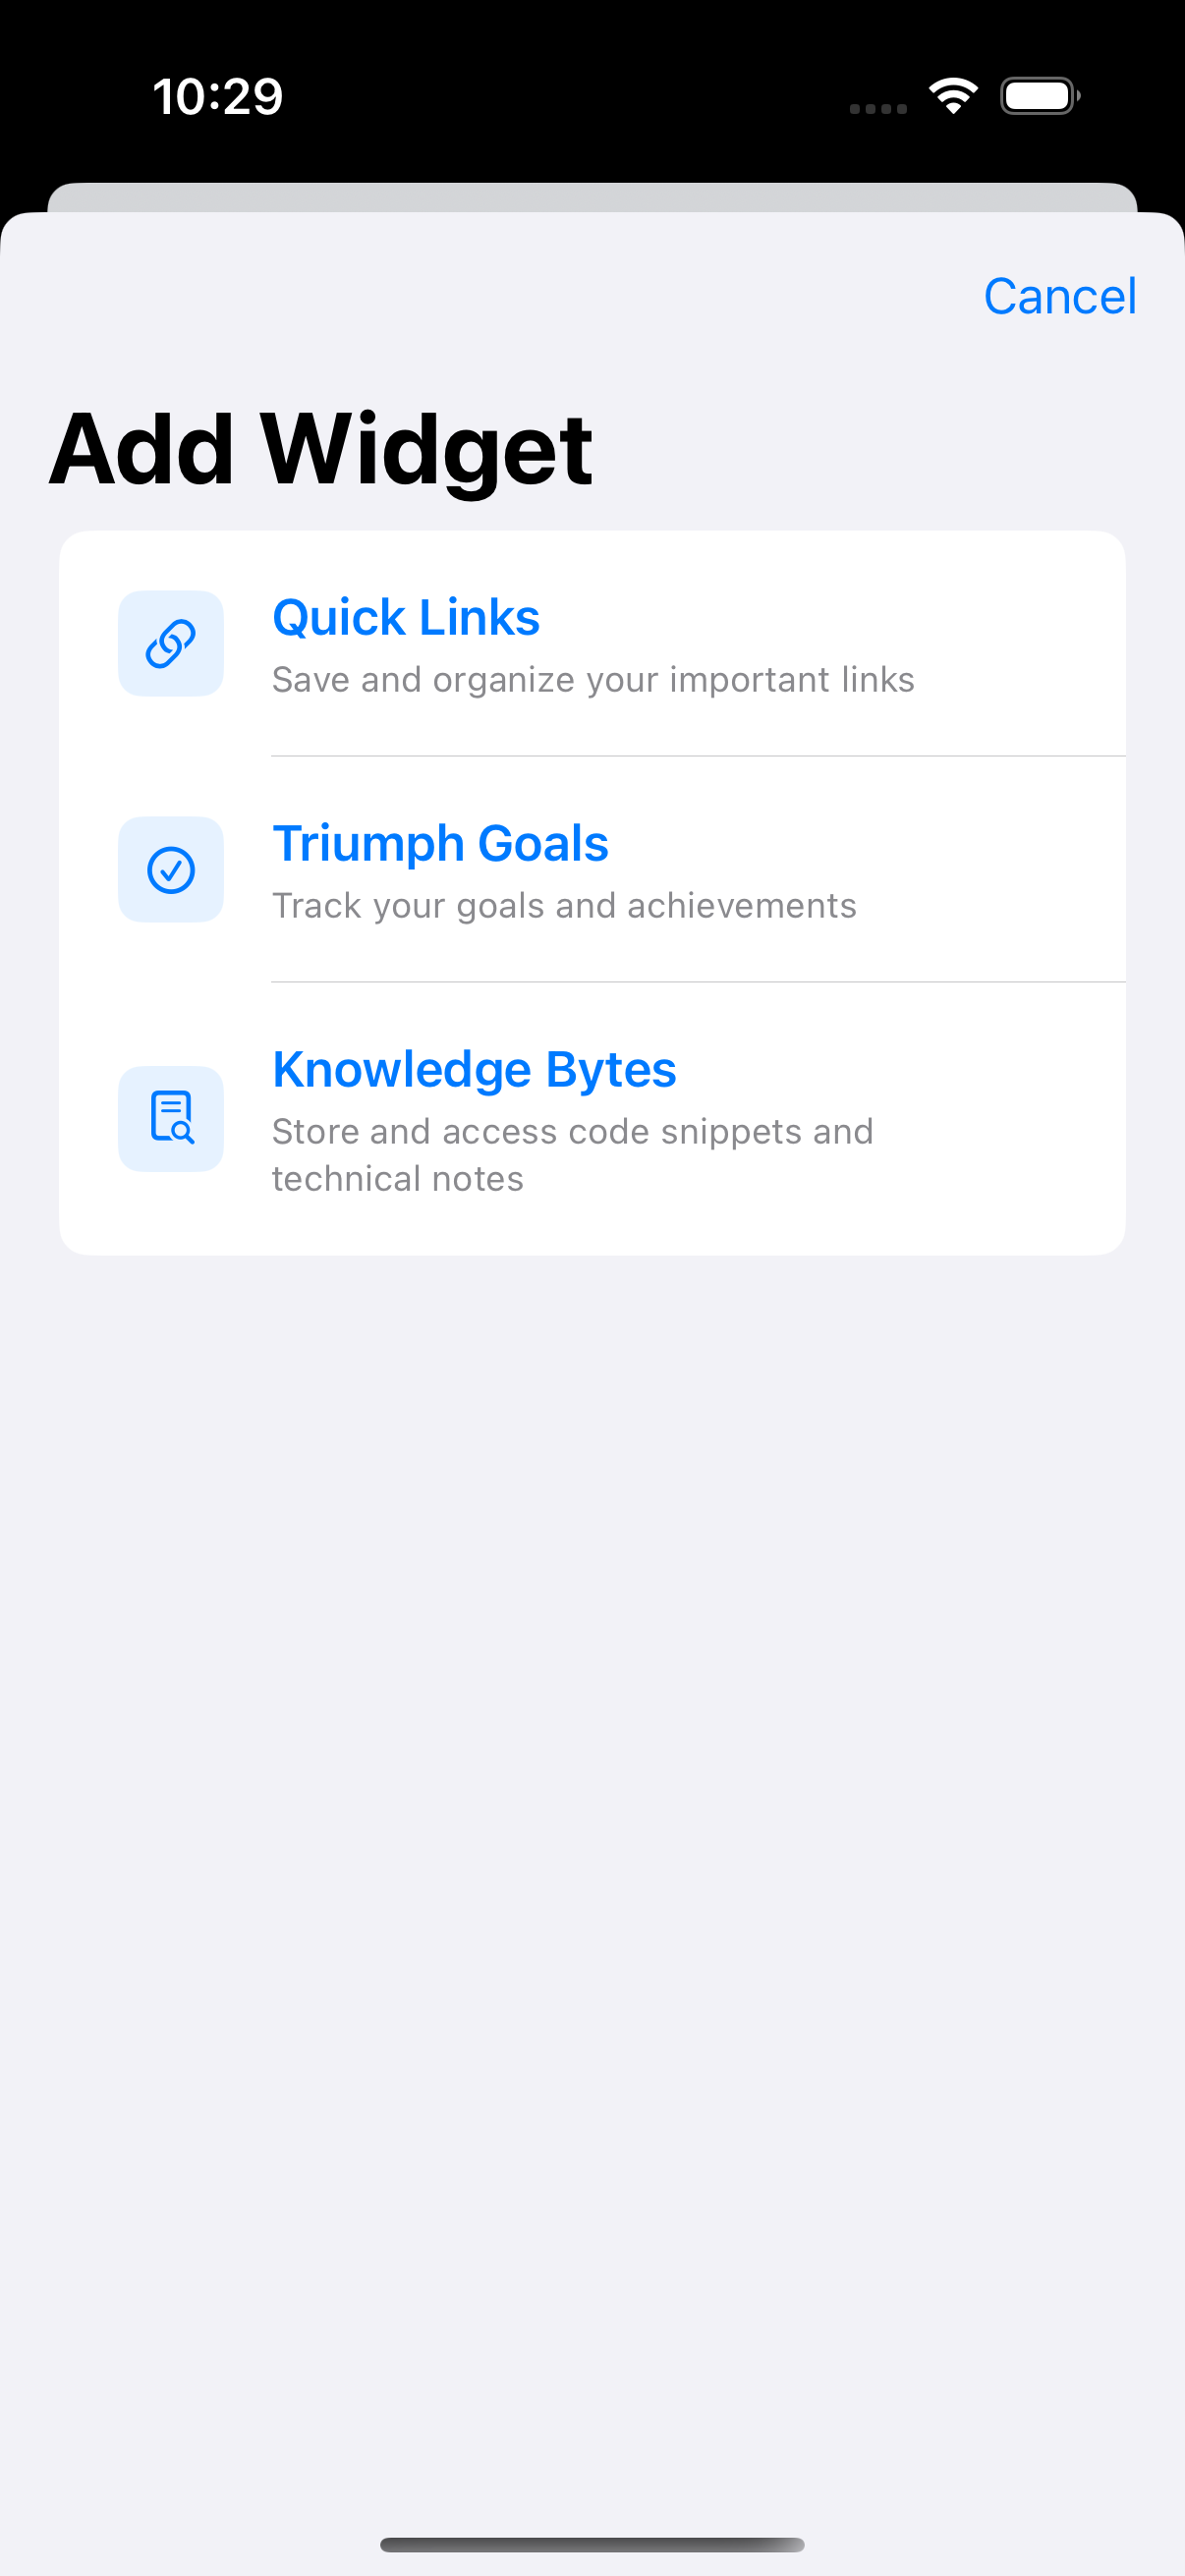 10:29
Cancel
Add Widget
Quick Links
Save and organize your important links
Triumph Goals
Track your goals and achievements
Knowledge Bytes
Store and access code snippets and
technical notes